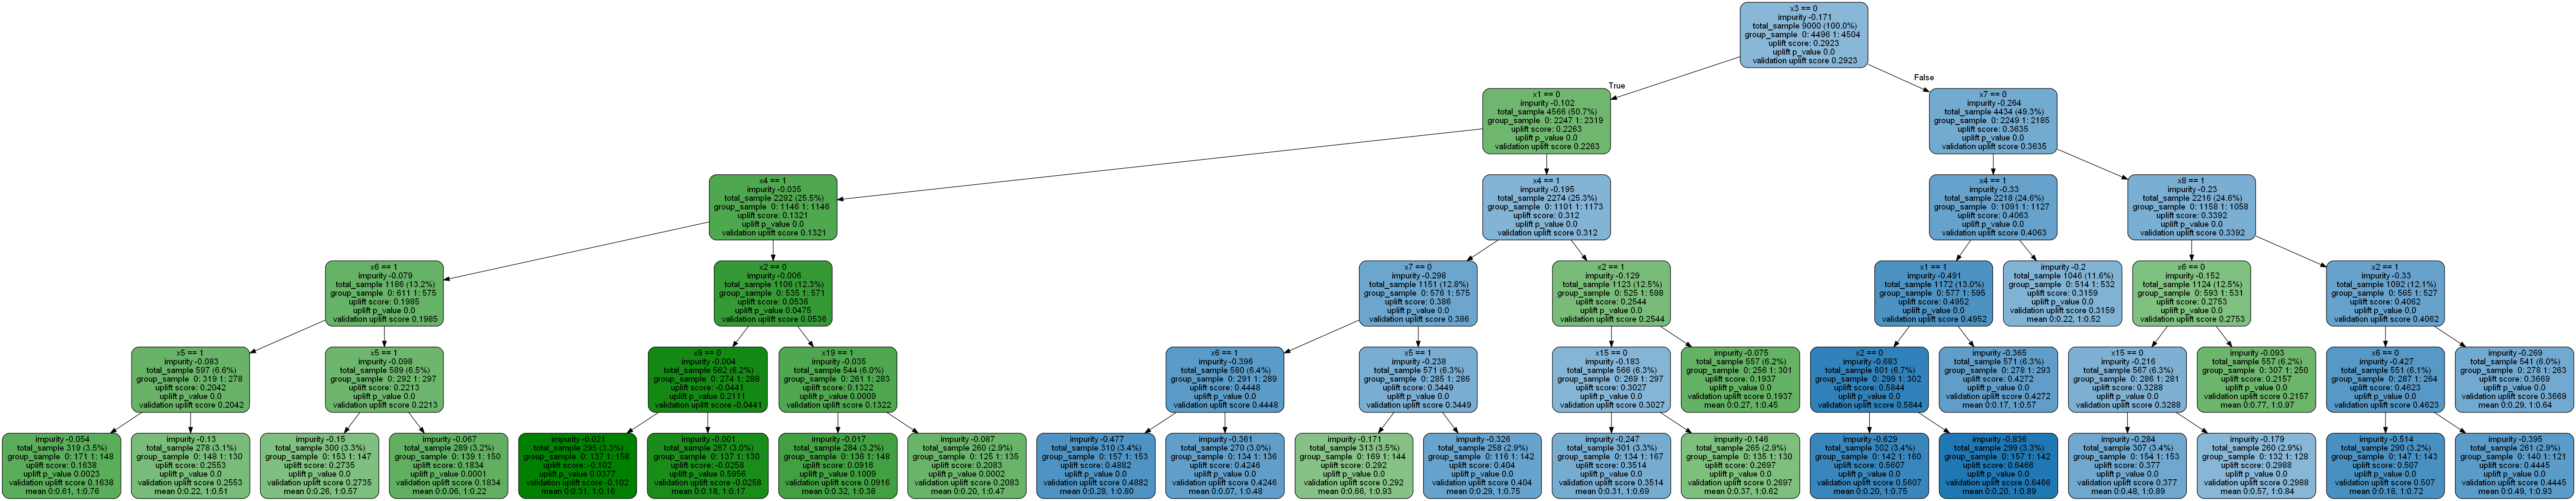 x3 == 0
impurity -0.171
total_sample 9000 (100.0%)
group_sample 0: 4496 1: 4504
uplift score: 0.2923
uplift p_value 0.0
validation uplift score 0.2923
True
False
x1 == 0
impurity -0.102
total_sample 4566 (50.7%)
group_sample 0: 2247 1: 2319
uplift score: 0.2263
uplift p_value 0.0
validation uplift score 0.2263
x7 == 0
impurity -0.264
total_sample 4434 (49.3%)
group_sample 0: 2249 1: 2185
uplift score: 0.3635
uplift p_value 0.0
validation uplift score 0.3635
x4 == 1
impurity -0.035
total_sample 2292 (25.5%)
group_sample 0: 1146 1: 1146
uplift score: 0.1321
uplift p_value 0.0
validation uplift score 0.1321
x4 == 1
impurity -0.195
total_sample 2274 (25.3%)
group_sample 0: 1101 1: 1173
uplift score: 0.312
uplift p_value 0.0
validation uplift score 0.312
x4 == 1
impurity -0.33
total_sample 2218 (24.6%)
group_sample 0: 1091 1: 1127
uplift score: 0.4063
uplift p_value 0.0
validation uplift score 0.4063
x8 == 1
impurity -0.23
total_sample 2216 (24.6%)
group_sample 0: 1158 1: 1058
uplift score: 0.3392
uplift p_value 0.0
validation uplift score 0.3392
x6 == 1
impurity -0.079
total_sample 1186 (13.2%)
group_sample 0: 611 1: 575
uplift score: 0.1985
uplift p_value 0.0
validation uplift score 0.1985
x2 == 0
impurity -0.006
total_sample 1106 (12.3%)
group_sample 0: 535 1: 571
uplift score: 0.0536
uplift p_value 0.0475
validation uplift score 0.0536
x7 == 0
impurity -0.298
total_sample 1151 (12.8%)
group_sample 0: 576 1: 575
uplift score: 0.386
uplift p_value 0.0
validation uplift score 0.386
x2 == 1
impurity -0.129
total_sample 1123 (12.5%)
group_sample 0: 525 1: 598
uplift score: 0.2544
uplift p_value 0.0
validation uplift score 0.2544
x1 == 1
impurity -0.491
total_sample 1172 (13.0%)
group_sample 0: 577 1: 595
uplift score: 0.4952
uplift p_value 0.0
validation uplift score 0.4952
impurity -0.2
total_sample 1046 (11.6%)
group_sample 0: 514 1: 532
uplift score: 0.3159
uplift p_value 0.0
validation uplift score 0.3159
mean 0:0.22, 1:0.52
x6 == 0
impurity -0.152
total_sample 1124 (12.5%)
group_sample 0: 593 1: 531
uplift score: 0.2753
uplift p_value 0.0
validation uplift score 0.2753
x2 == 1
impurity -0.33
total_sample 1092 (12.1%)
group_sample 0: 565 1: 527
uplift score: 0.4062
uplift p_value 0.0
validation uplift score 0.4062
x5 == 1
impurity -0.083
total_sample 597 (6.6%)
group_sample 0: 319 1: 278
uplift score: 0.2042
uplift p_value 0.0
validation uplift score 0.2042
x5 == 1
impurity -0.098
total_sample 589 (6.5%)
group_sample 0: 292 1: 297
uplift score: 0.2213
uplift p_value 0.0
validation uplift score 0.2213
x9 == 0
impurity -0.004
total_sample 562 (6.2%)
group_sample 0: 274 1: 288
uplift score: -0.0441
uplift p_value 0.2111
validation uplift score -0.0441
x19 == 1
impurity -0.035
total_sample 544 (6.0%)
group_sample 0: 261 1: 283
uplift score: 0.1322
uplift p_value 0.0009
validation uplift score 0.1322
x6 == 1
impurity -0.396
total_sample 580 (6.4%)
group_sample 0: 291 1: 289
uplift score: 0.4448
uplift p_value 0.0
validation uplift score 0.4448
x5 == 1
impurity -0.238
total_sample 571 (6.3%)
group_sample 0: 285 1: 286
uplift score: 0.3449
uplift p_value 0.0
validation uplift score 0.3449
x15 == 0
impurity -0.183
total_sample 566 (6.3%)
group_sample 0: 269 1: 297
uplift score: 0.3027
uplift p_value 0.0
validation uplift score 0.3027
impurity -0.075
total_sample 557 (6.2%)
group_sample 0: 256 1: 301
uplift score: 0.1937
uplift p_value 0.0
validation uplift score 0.1937
mean 0:0.27, 1:0.45
x2 == 0
impurity -0.683
total_sample 601 (6.7%)
group_sample 0: 299 1: 302
uplift score: 0.5844
uplift p_value 0.0
validation uplift score 0.5844
impurity -0.365
total_sample 571 (6.3%)
group_sample 0: 278 1: 293
uplift score: 0.4272
uplift p_value 0.0
validation uplift score 0.4272
mean 0:0.17, 1:0.57
x15 == 0
impurity -0.216
total_sample 567 (6.3%)
group_sample 0: 286 1: 281
uplift score: 0.3288
uplift p_value 0.0
validation uplift score 0.3288
impurity -0.093
total_sample 557 (6.2%)
group_sample 0: 307 1: 250
uplift score: 0.2157
uplift p_value 0.0
validation uplift score 0.2157
mean 0:0.77, 1:0.97
x6 == 0
impurity -0.427
total_sample 551 (6.1%)
group_sample 0: 287 1: 264
uplift score: 0.4623
uplift p_value 0.0
validation uplift score 0.4623
impurity -0.269
total_sample 541 (6.0%)
group_sample 0: 278 1: 263
uplift score: 0.3669
uplift p_value 0.0
validation uplift score 0.3669
mean 0:0.29, 1:0.64
impurity -0.054
total_sample 319 (3.5%)
group_sample 0: 171 1: 148
uplift score: 0.1638
uplift p_value 0.0023
validation uplift score 0.1638
mean 0:0.61, 1:0.76
impurity -0.13
total_sample 278 (3.1%)
group_sample 0: 148 1: 130
uplift score: 0.2553
uplift p_value 0.0
validation uplift score 0.2553
mean 0:0.22, 1:0.51
impurity -0.15
total_sample 300 (3.3%)
group_sample 0: 153 1: 147
uplift score: 0.2735
uplift p_value 0.0
validation uplift score 0.2735
mean 0:0.26, 1:0.57
impurity -0.067
total_sample 289 (3.2%)
group_sample 0: 139 1: 150
uplift score: 0.1834
uplift p_value 0.0001
validation uplift score 0.1834
mean 0:0.06, 1:0.22
impurity -0.021
total_sample 295 (3.3%)
group_sample 0: 137 1: 158
uplift score: -0.102
uplift p_value 0.0377
validation uplift score -0.102
mean 0:0.31, 1:0.16
impurity -0.001
total_sample 267 (3.0%)
group_sample 0: 137 1: 130
uplift score: -0.0258
uplift p_value 0.5956
validation uplift score -0.0258
mean 0:0.18, 1:0.17
impurity -0.017
total_sample 284 (3.2%)
group_sample 0: 136 1: 148
uplift score: 0.0916
uplift p_value 0.1009
validation uplift score 0.0916
mean 0:0.32, 1:0.38
impurity -0.087
total_sample 260 (2.9%)
group_sample 0: 125 1: 135
uplift score: 0.2083
uplift p_value 0.0002
validation uplift score 0.2083
mean 0:0.20, 1:0.47
impurity -0.477
total_sample 310 (3.4%)
group_sample 0: 157 1: 153
uplift score: 0.4882
uplift p_value 0.0
validation uplift score 0.4882
mean 0:0.28, 1:0.80
impurity -0.361
total_sample 270 (3.0%)
group_sample 0: 134 1: 136
uplift score: 0.4246
uplift p_value 0.0
validation uplift score 0.4246
mean 0:0.07, 1:0.48
impurity -0.171
total_sample 313 (3.5%)
group_sample 0: 169 1: 144
uplift score: 0.292
uplift p_value 0.0
validation uplift score 0.292
mean 0:0.66, 1:0.93
impurity -0.326
total_sample 258 (2.9%)
group_sample 0: 116 1: 142
uplift score: 0.404
uplift p_value 0.0
validation uplift score 0.404
mean 0:0.29, 1:0.75
impurity -0.247
total_sample 301 (3.3%)
group_sample 0: 134 1: 167
uplift score: 0.3514
uplift p_value 0.0
validation uplift score 0.3514
mean 0:0.31, 1:0.69
impurity -0.146
total_sample 265 (2.9%)
group_sample 0: 135 1: 130
uplift score: 0.2697
uplift p_value 0.0
validation uplift score 0.2697
mean 0:0.37, 1:0.62
impurity -0.629
total_sample 302 (3.4%)
group_sample 0: 142 1: 160
uplift score: 0.5607
uplift p_value 0.0
validation uplift score 0.5607
mean 0:0.20, 1:0.75
impurity -0.836
total_sample 299 (3.3%)
group_sample 0: 157 1: 142
uplift score: 0.6466
uplift p_value 0.0
validation uplift score 0.6466
mean 0:0.20, 1:0.89
impurity -0.284
total_sample 307 (3.4%)
group_sample 0: 154 1: 153
uplift score: 0.377
uplift p_value 0.0
validation uplift score 0.377
mean 0:0.48, 1:0.89
impurity -0.179
total_sample 260 (2.9%)
group_sample 0: 132 1: 128
uplift score: 0.2988
uplift p_value 0.0
validation uplift score 0.2988
mean 0:0.57, 1:0.84
impurity -0.514
total_sample 290 (3.2%)
group_sample 0: 147 1: 143
uplift score: 0.507
uplift p_value 0.0
validation uplift score 0.507
mean 0:0.18, 1:0.72
impurity -0.395
total_sample 261 (2.9%)
group_sample 0: 140 1: 121
uplift score: 0.4445
uplift p_value 0.0
validation uplift score 0.4445
mean 0:0.49, 1:0.93